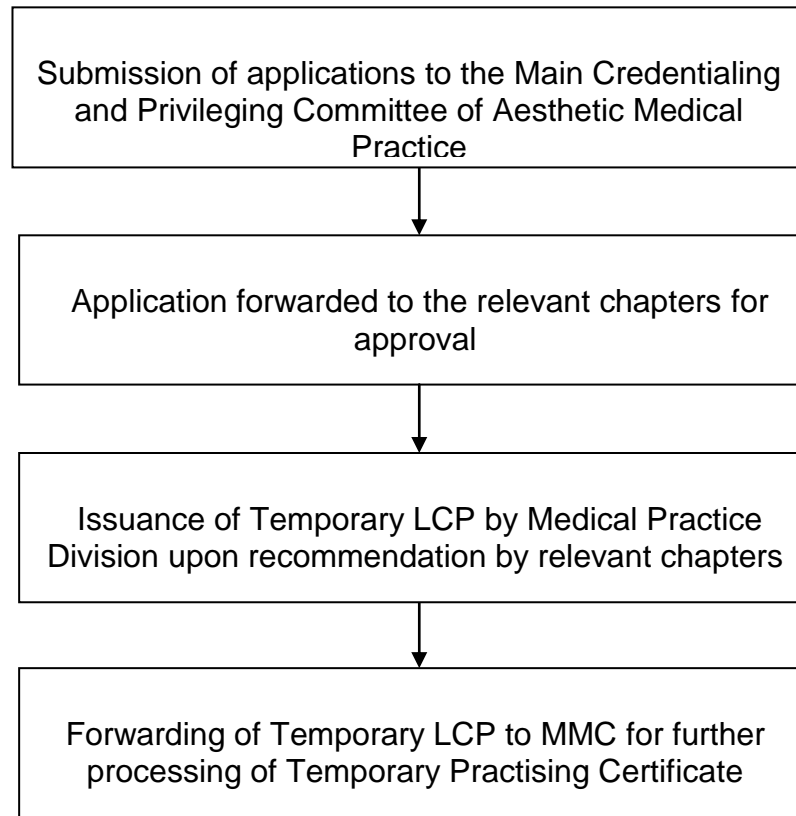 Submission of applications to the Main Credentialing
and Privileging Committee of Aesthetic Medical
Practice
Application forwarded to the relevant chapters for
approval
Issuance of Temporary LCP by Medical Practice
Division upon recommendation by relevant chapters
Forwarding of Temporary LCP to MMC for further
processing of Temporary Practising Certificate